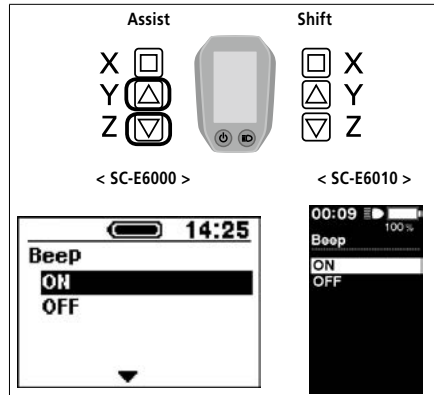 Assist Shift
X X
Y Y
Z Z
< SC-E6000 > < SC-E6010 >
14:25
Beep
ON
OFF
00:09
100%
Beep
ON
OFF